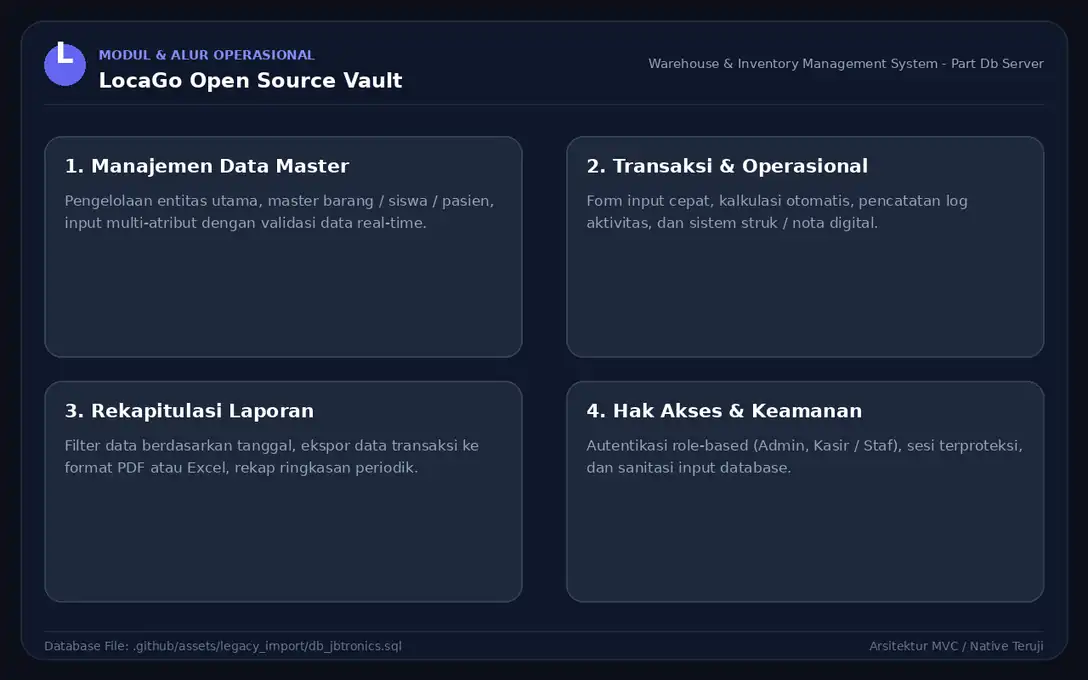 L
MODUL & ALUR OPERASIONAL
LocaGo Open Source Vault
Warehouse & Inventory Management System - Part Db Server
1. Manajemen Data Master
Pengelolaan entitas utama, master barang / siswa / pasien,
input multi-atribut dengan validasi data real-time.
2. Transaksi & Operasional
Form input cepat, kalkulasi otomatis, pencatatan log
aktivitas, dan sistem struk / nota digital.
3. Rekapitulasi Laporan
Filter data berdasarkan tanggal, ekspor data transaksi ke
format PDF atau Excel, rekap ringkasan periodik.
4. Hak Akses & Keamanan
Autentikasi role-based (Admin, Kasir / Staf), sesi terproteksi,
dan sanitasi input database.
Database File: .github/assets/legacy_import/db_jbtronics.sql
Arsitektur MVC / Native Teruji